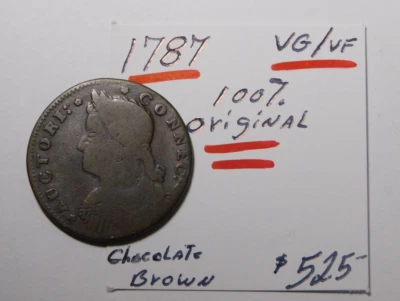 1787
VG/VF
100%
Original
AUCTORI: CONNEC.
Chocolate
Brown
$525-